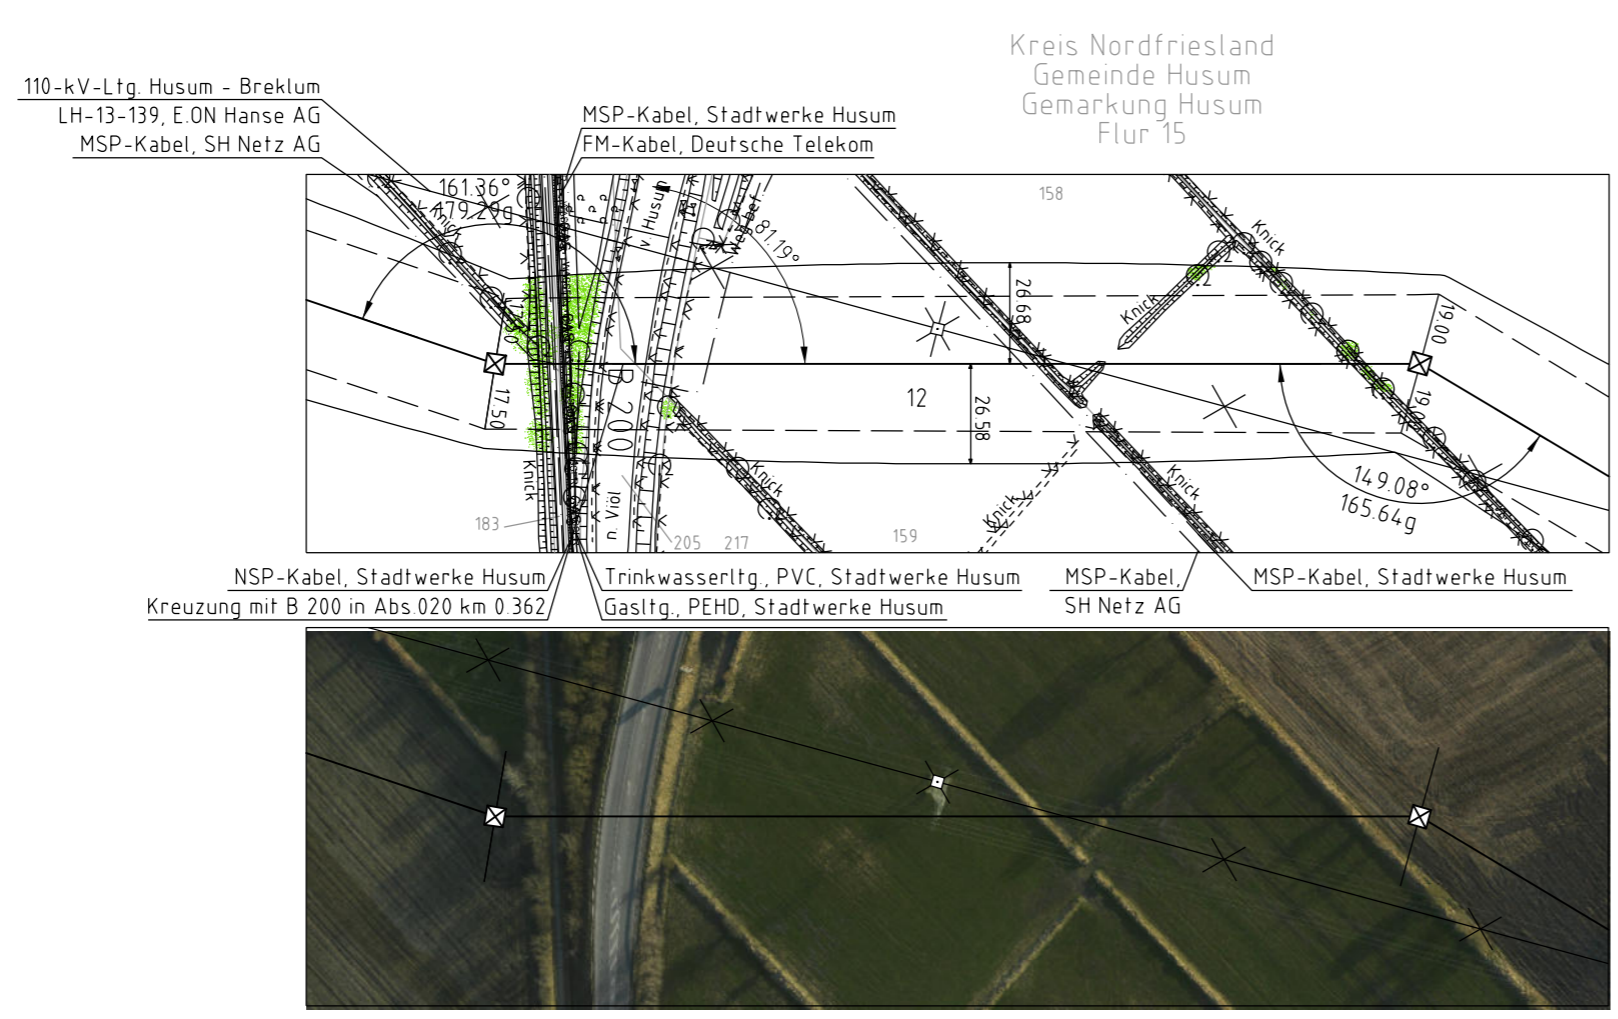 Kreis Nordfriesland
Gemeinde Husum
Gemarkung Husum
Flur 15
110-kV-Ltg. Husum - Breklum
LH-13-139, E.ON Hanse AG
MSP-Kabel, SH Netz AG
MSP-Kabel, Stadtwerke Husum
FM-Kabel, Deutsche Telekom
161.36°
179.29g
Knick
v. Husum
Weg bef.
81.19°
158
Knick
Knick
26.68
19.00
17.50
17.50
B 200
12
26.58
19.00
Knick
Knick
Knick
Knick
149.08°
165.64g
n. Viöl
183
205
217
159
NSP-Kabel, Stadtwerke Husum
Kreuzung mit B 200 in Abs.020 km 0.362
Trinkwasserltg., PVC, Stadtwerke Husum
Gasltg., PEHD, Stadtwerke Husum
MSP-Kabel,
SH Netz AG
MSP-Kabel, Stadtwerke Husum